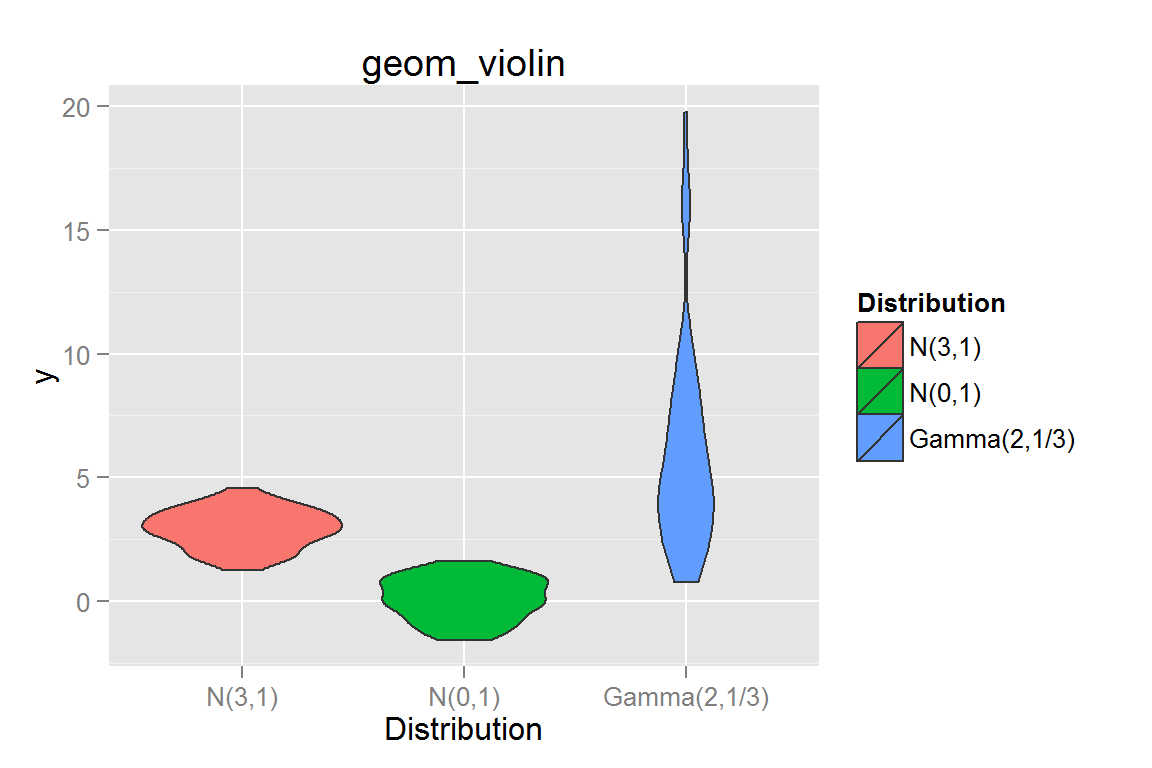 geom_violin
20
15
10
5
0
y
N(3,1)
N(0,1)
Gamma(2,1/3)
Distribution
Distribution
N(3,1)
N(0,1)
Gamma(2,1/3)